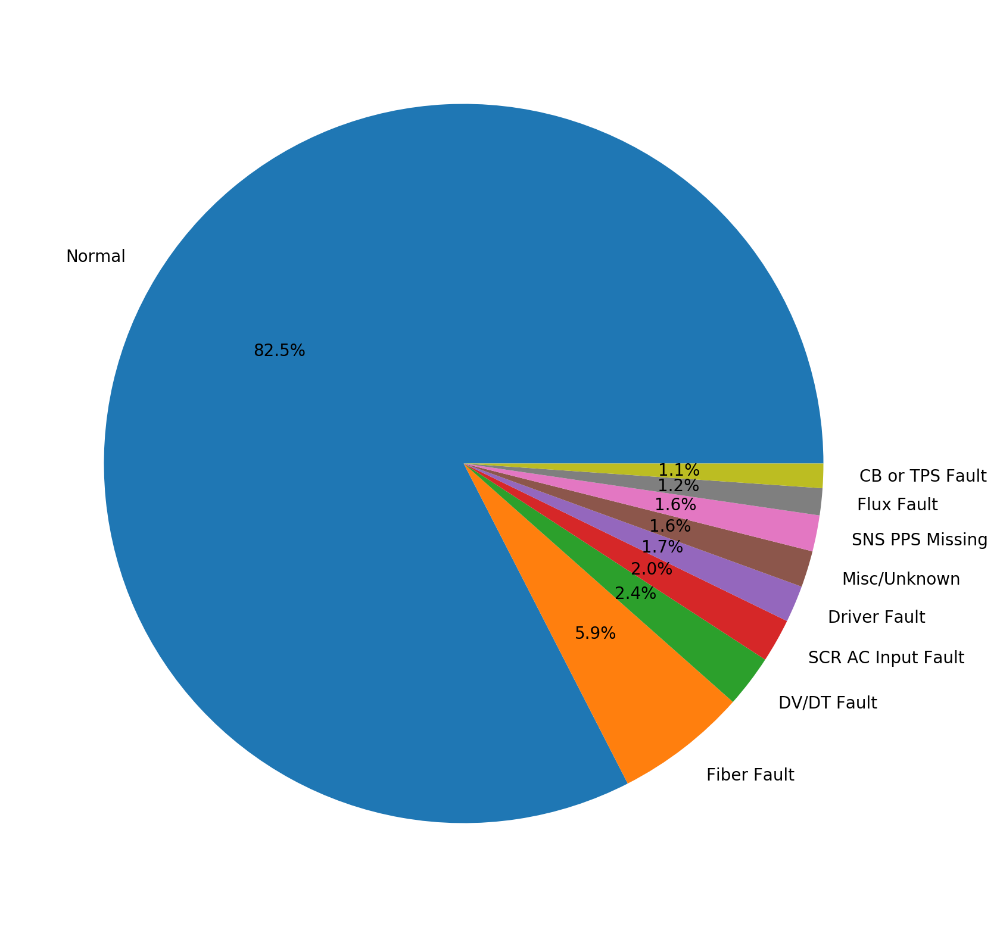 Normal
82.5%
1.1%
CB or TPS Fault
1.2%
Flux Fault
1.6%
SNS PPS Missing
1.6%
Misc/Unknown
1.7%
Driver Fault
2.0%
SCR AC Input Fault
2.4%
DV/DT Fault
5.9%
Fiber Fault